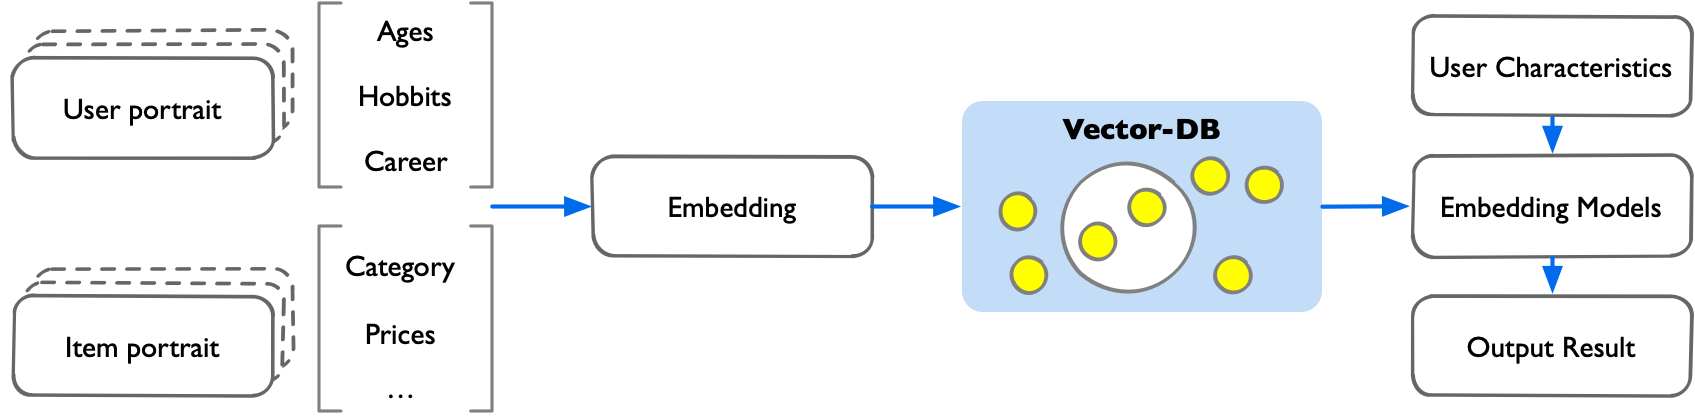 User portrait
Ages
Hobbits
Career
Item portrait
Category
Prices
...
Embedding
Vector-DB
User Characteristics
Embedding Models
Output Result